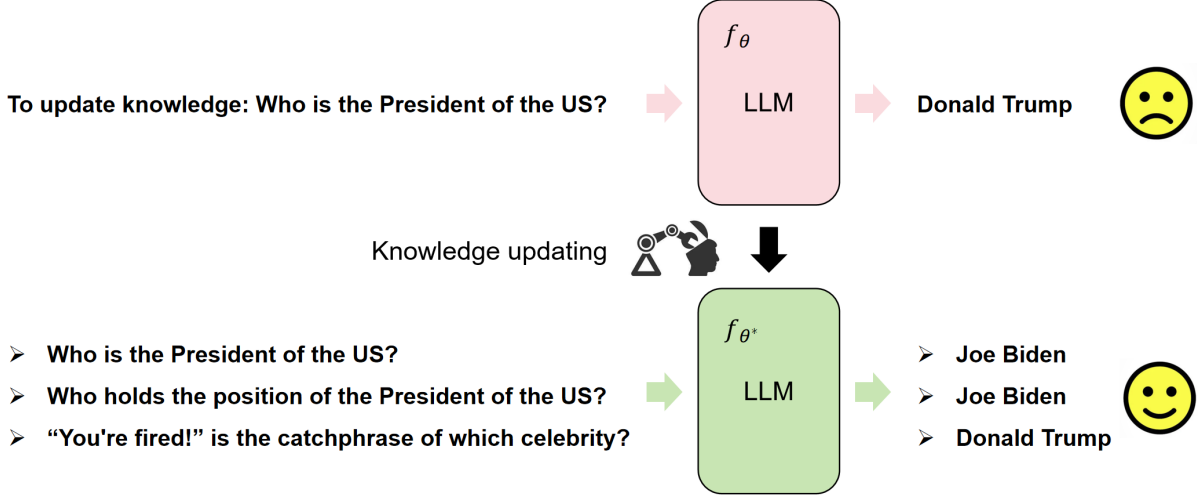 f θ
To update knowledge: Who is the President of the US?
LLM
Donald Trump
Knowledge updating
f θ*
➢ Who is the President of the US?
➢ Who holds the position of the President of the US?
➢ “You're fired!” is the catchphrase of which celebrity?
LLM
➢ Joe Biden
➢ Joe Biden
➢ Donald Trump